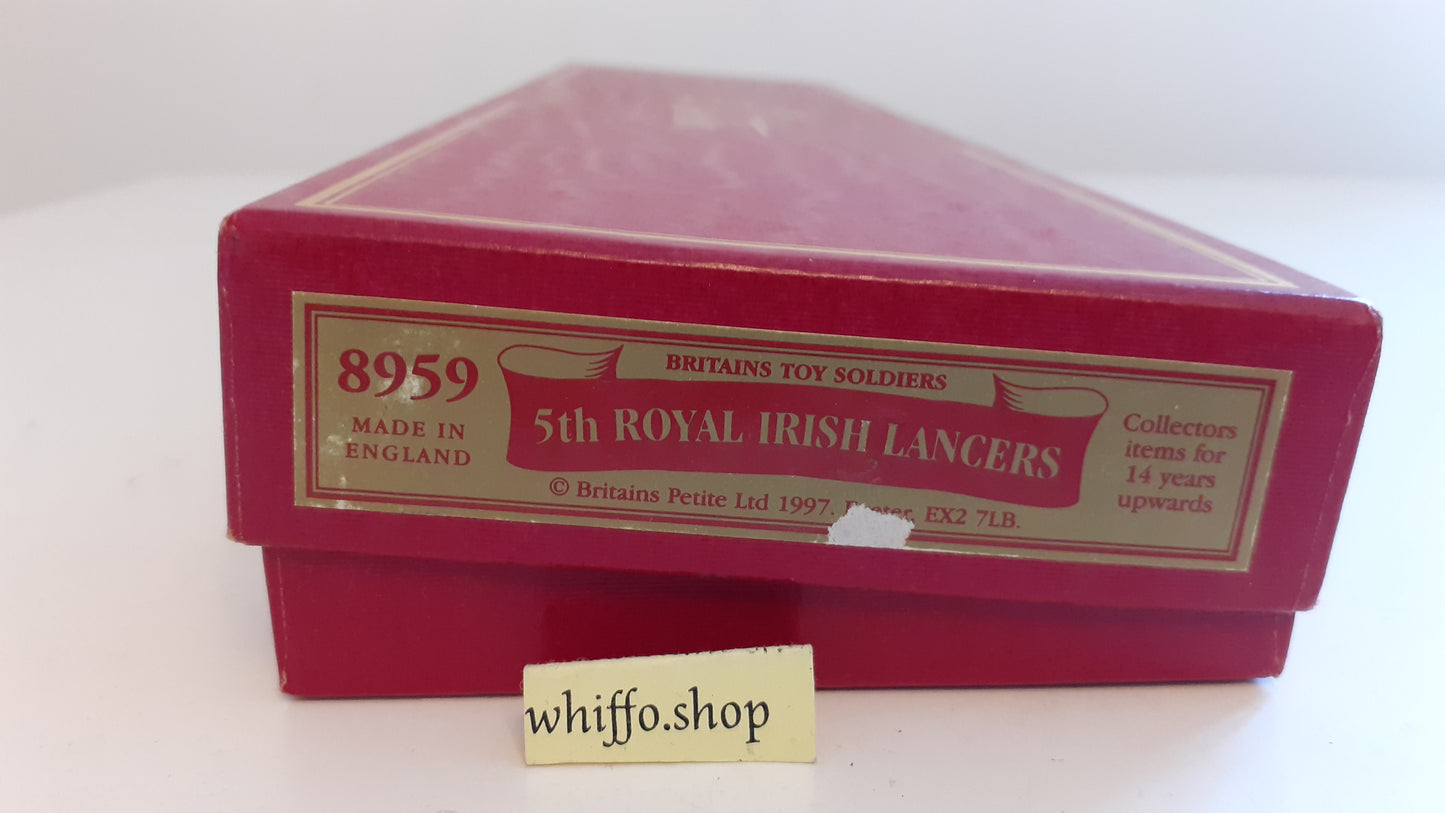 8959
MADE IN
ENGLAND
BRITAINS TOY SOLDIERS
5th ROYAL IRISH LANCERS
© Britains Petite Ltd 1997. Exeter, EX2 7LB.
Collectors
items for
14 years
upwards
whiffo.shop